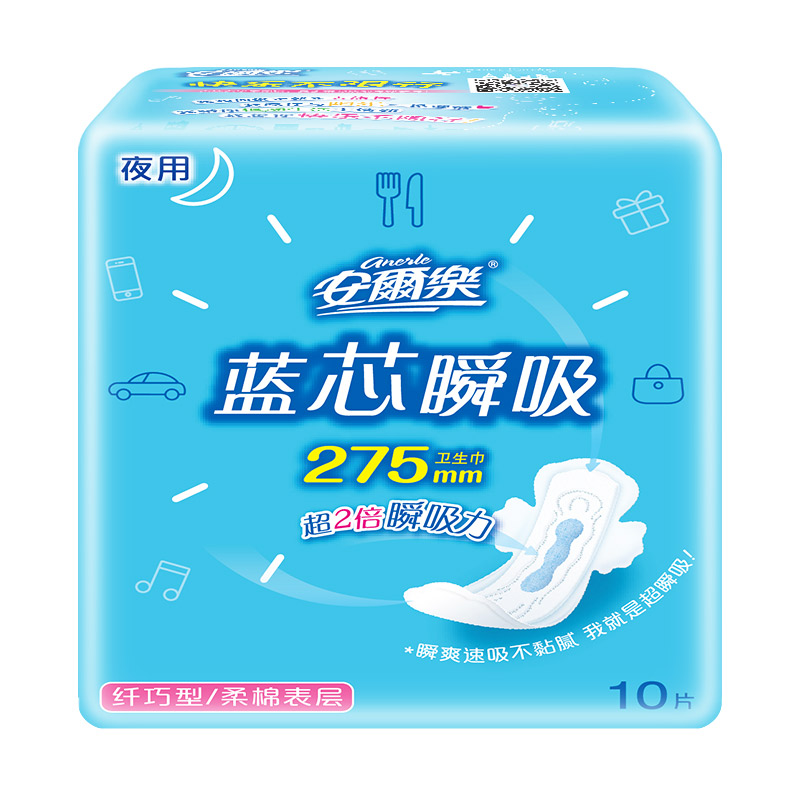 夜用
anerle
安爾樂®
蓝芯瞬吸
275mm 卫生巾
超2倍瞬吸力
*瞬爽速吸不黏腻 我就是超瞬吸!
纤巧型/柔棉表层
10片